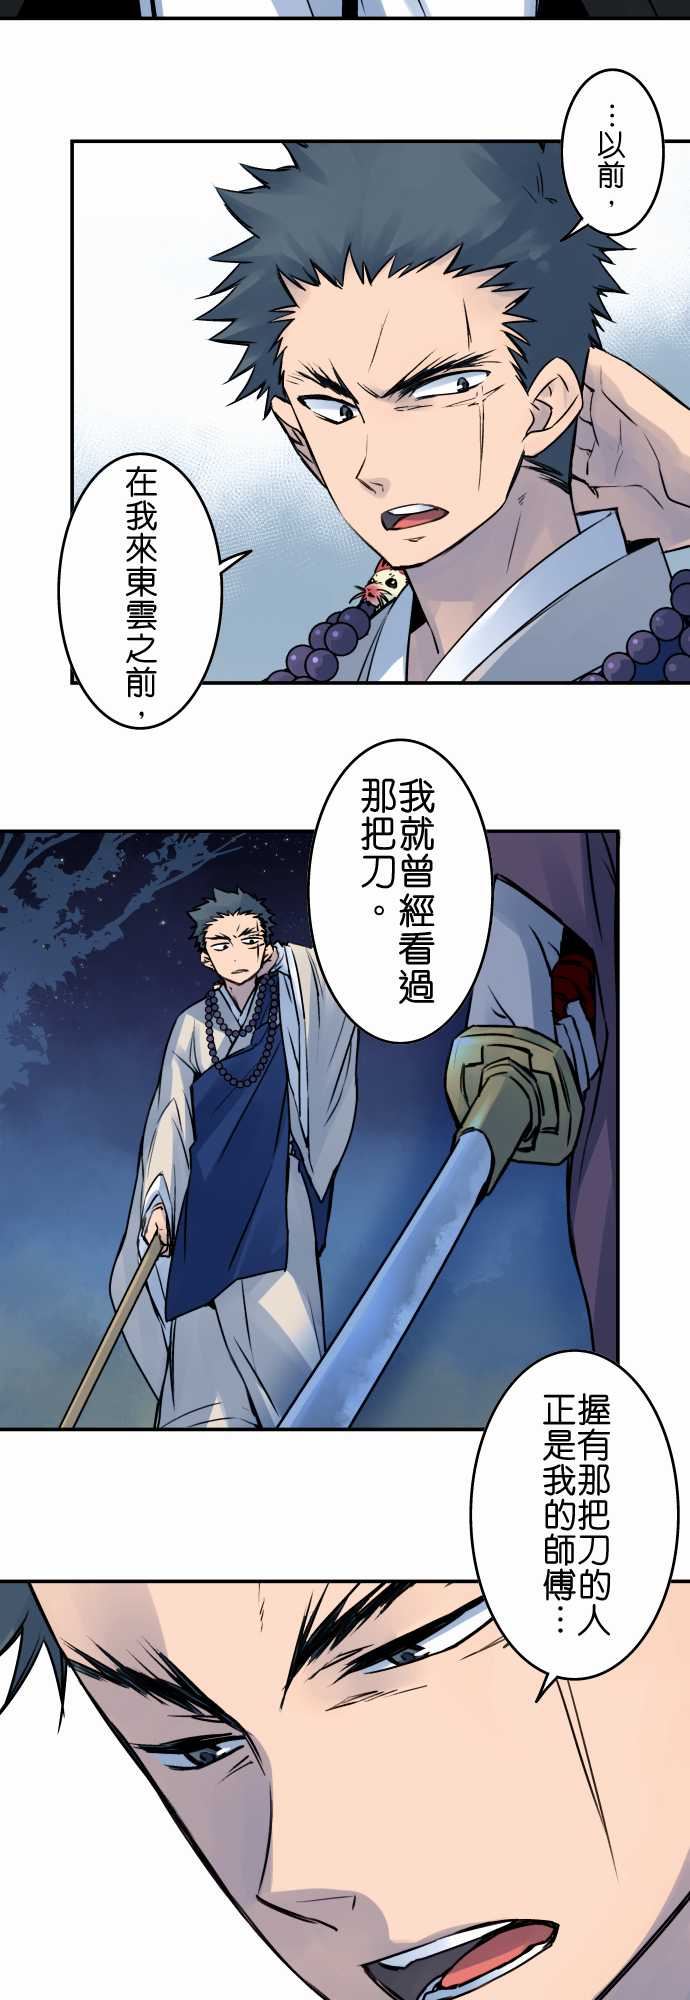 …以前，
在我來東雲之前，
我就曾經看過
那把刀。
握有那把刀的人
正是我的師傅…